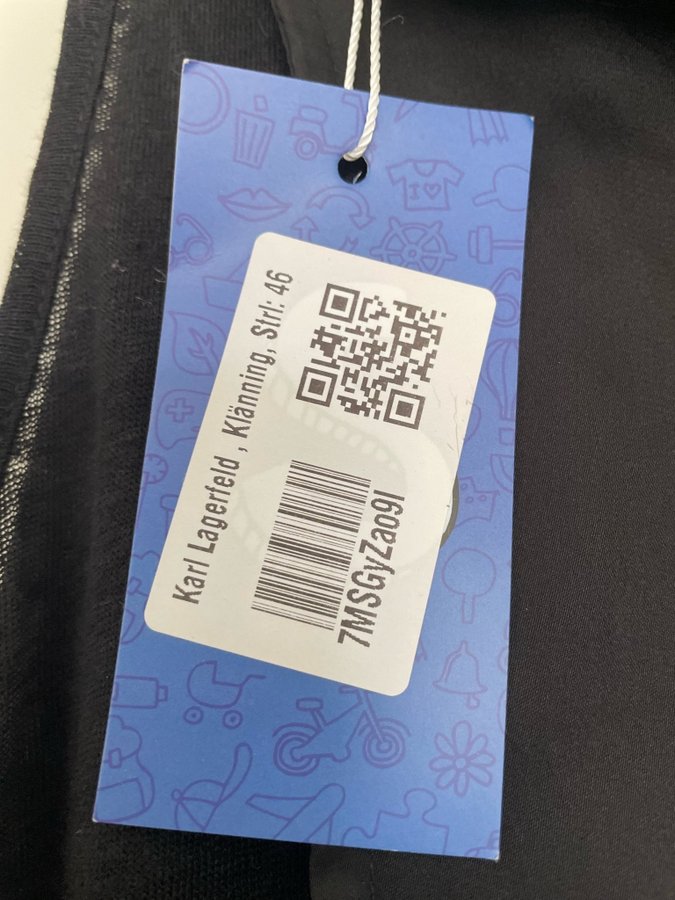 Karl Lagerfeld , Klänning, Strl: 46
7MSGyZao9l
I ♥